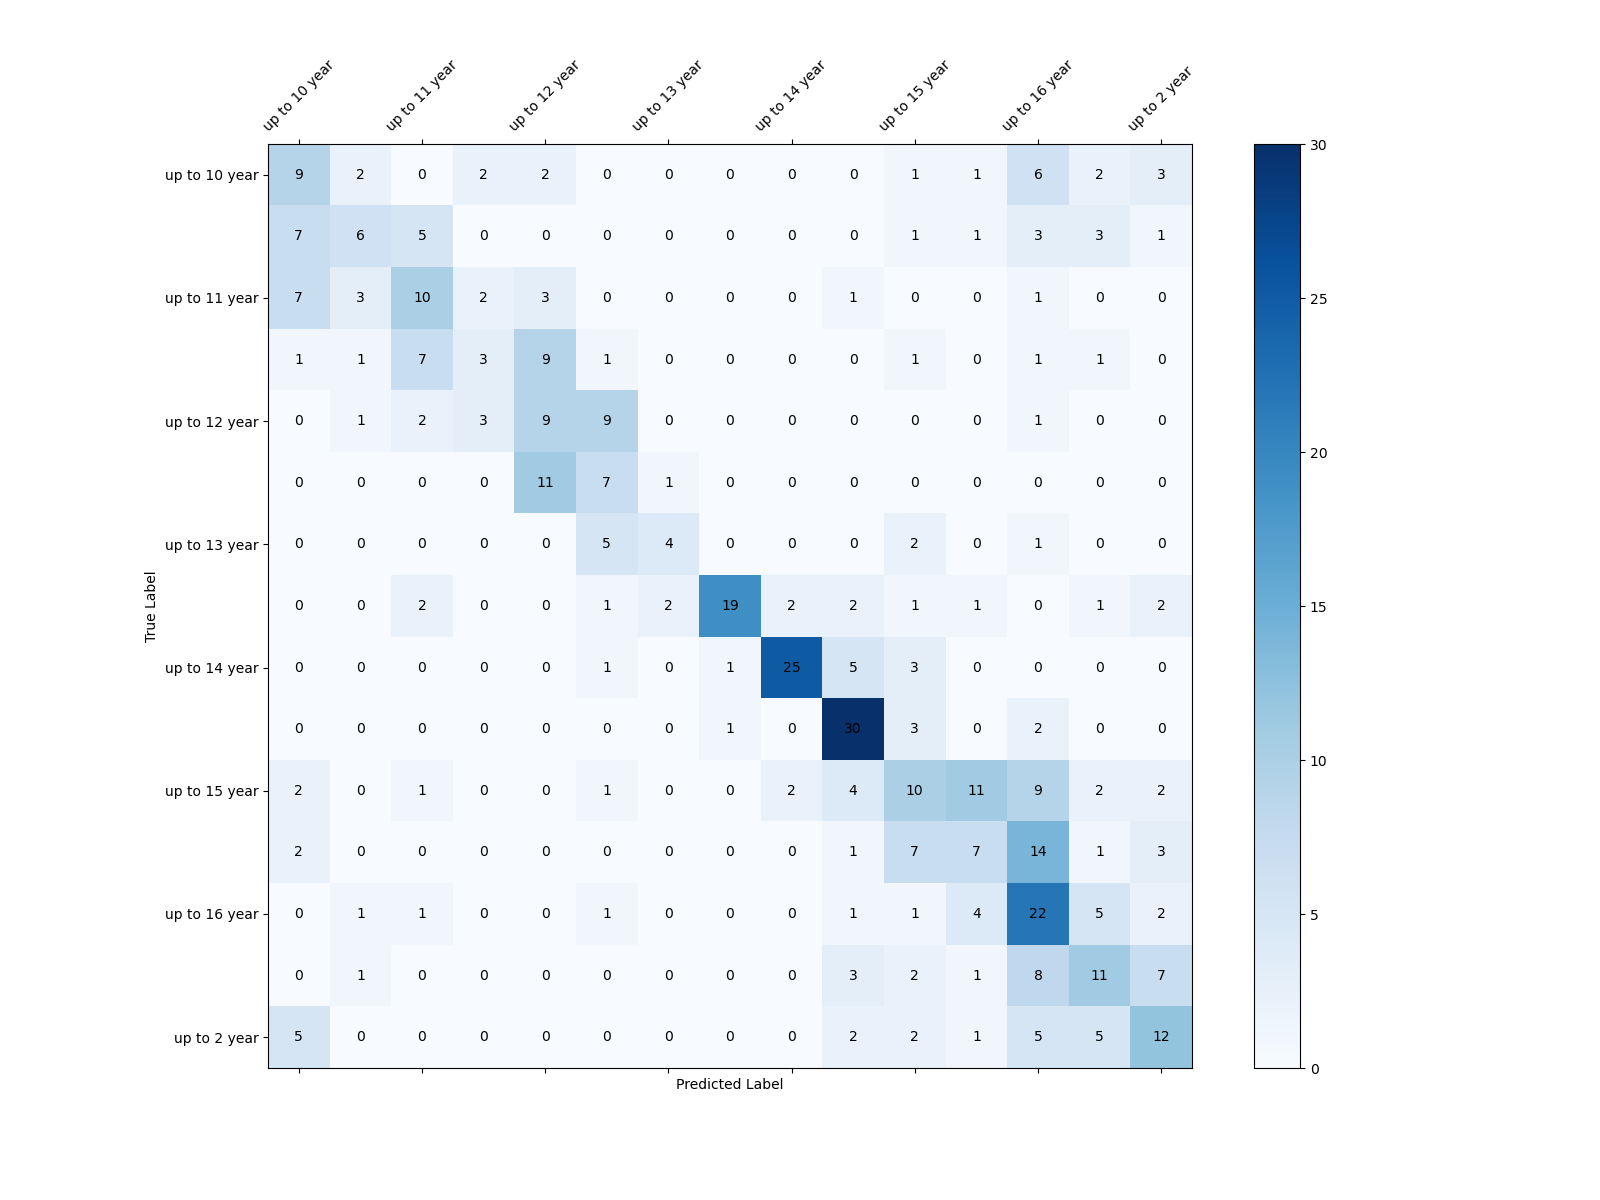 up to 10 year up to 11 year up to 12 year up to 13 year up to 14 year up to 15 year up to 16 year up to 2 year
up to 10 year 9 2 0 2 2 0 0 0 0 0 1 1 6 2 3 30
7 6 5 0 0 0 0 0 0 0 1 1 3 3 1
up to 11 year 7 3 10 2 3 0 0 0 0 1 0 0 1 0 0 25
1 1 7 3 9 1 0 0 0 0 1 0 1 1 0
up to 12 year 0 1 2 3 9 9 0 0 0 0 0 0 1 0 0 20
0 0 0 0 11 7 1 0 0 0 0 0 0 0 0
up to 13 year 0 0 0 0 0 5 4 0 0 0 2 0 1 0 0
0 0 2 0 0 1 2 19 2 2 1 1 0 1 2 15
up to 14 year 0 0 0 0 0 1 0 1 25 5 3 0 0 0 0
0 0 0 0 0 0 0 1 0 30 3 0 2 0 0
up to 15 year 2 0 1 0 0 1 0 0 2 4 10 11 9 2 2 10
2 0 0 0 0 0 0 0 0 1 7 7 14 1 3
up to 16 year 0 1 1 0 0 1 0 0 0 1 1 4 22 5 2 5
0 1 0 0 0 0 0 0 0 3 2 1 8 11 7
up to 2 year 5 0 0 0 0 0 0 0 0 2 2 1 5 5 12 0
True Label
Predicted Label